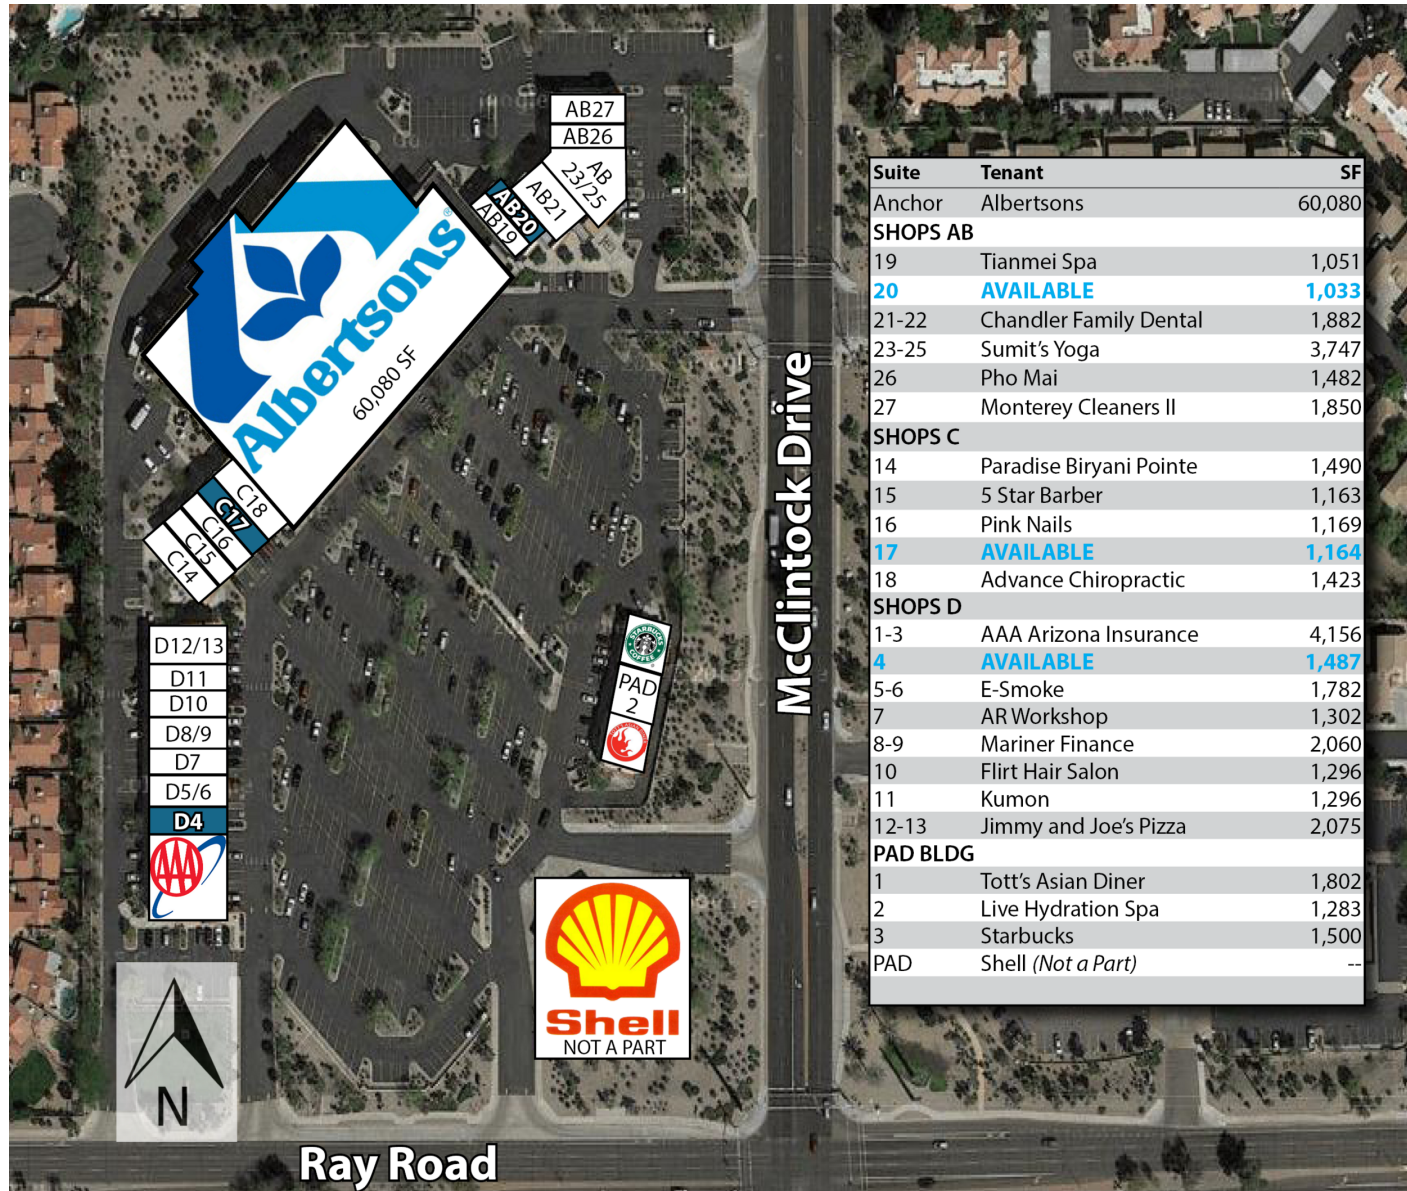 AB27
AB26
AB 23/25
AB21
AB20
AB19
Albertsons®
60,080 SF
C18
C17
C16
C15
C14
D12/13
D11
D10
D8/9
D7
D5/6
D4
AAA
STARBUCKS COFFEE
PAD 2
McClintock Drive
Shell
NOT A PART
N
Ray Road
Suite Tenant SF
Anchor Albertsons 60,080
SHOPS AB
19 Tianmei Spa 1,051
20 AVAILABLE 1,033
21-22 Chandler Family Dental 1,882
23-25 Sumit's Yoga 3,747
26 Pho Mai 1,482
27 Monterey Cleaners II 1,850
SHOPS C
14 Paradise Biryani Pointe 1,490
15 5 Star Barber 1,163
16 Pink Nails 1,169
17 AVAILABLE 1,164
18 Advance Chiropractic 1,423
SHOPS D
1-3 AAA Arizona Insurance 4,156
4 AVAILABLE 1,487
5-6 E-Smoke 1,782
7 AR Workshop 1,302
8-9 Mariner Finance 2,060
10 Flirt Hair Salon 1,296
11 Kumon 1,296
12-13 Jimmy and Joe's Pizza 2,075
PAD BLDG
1 Tott's Asian Diner 1,802
2 Live Hydration Spa 1,283
3 Starbucks 1,500
PAD Shell (Not a Part) --